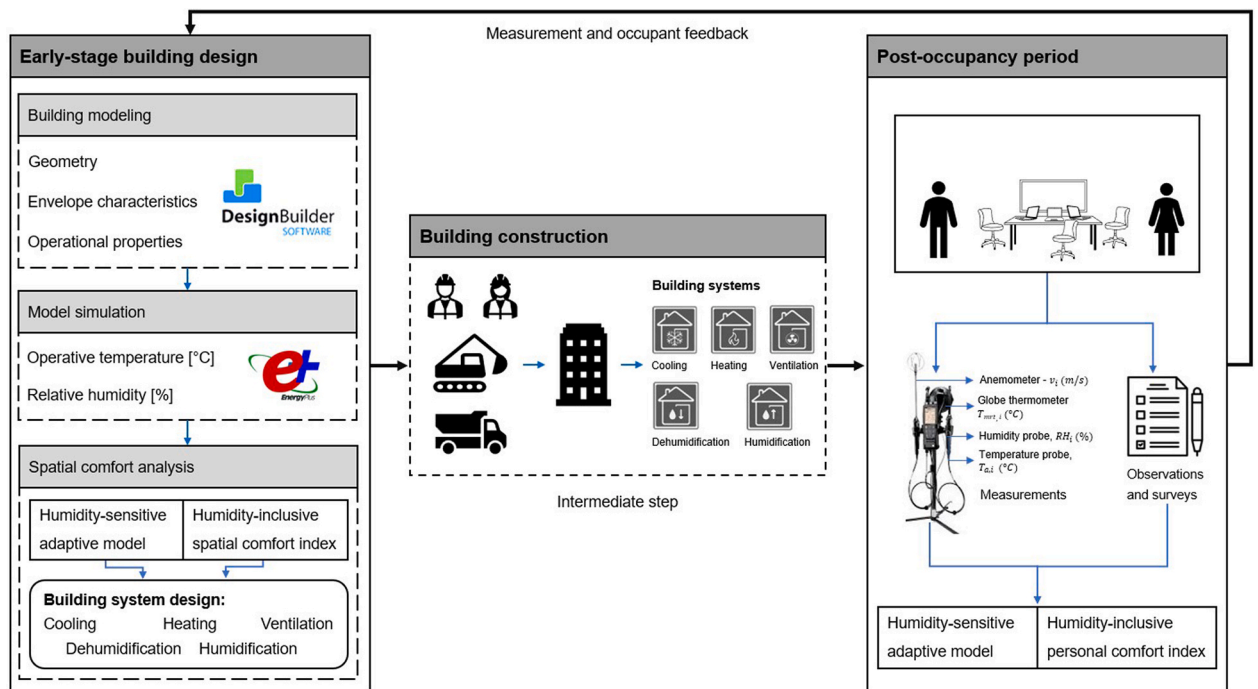 Measurement and occupant feedback
Early-stage building design
Building modeling
Geometry
Envelope characteristics
Operational properties
DesignBuilder
SOFTWARE
Model simulation
Operative temperature [°C]
Relative humidity [%]
e+
EnergyPlus
Spatial comfort analysis
Humidity-sensitive
adaptive model
Humidity-inclusive
spatial comfort index
Building system design:
Cooling Heating Ventilation
Dehumidification Humidification
Building construction
Building systems
Cooling Heating Ventilation
Dehumidification Humidification
Intermediate step
Post-occupancy period
Anemometer - v_i (m/s)
Globe thermometer
T_mrt,i (°C)
Humidity probe, RH_i (%)
Temperature probe,
T_a,i (°C)
Measurements
Observations
and surveys
Humidity-sensitive
adaptive model
Humidity-inclusive
personal comfort index